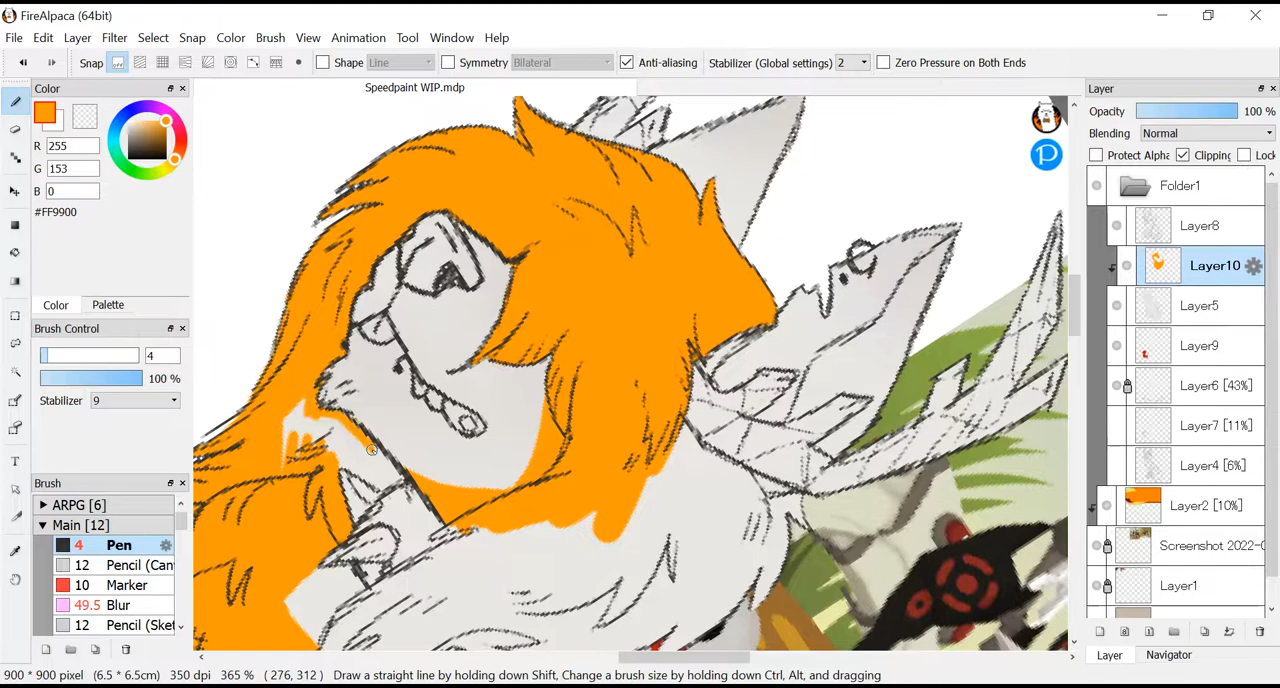 FireAlpaca (64bit)
File Edit Layer Filter Select Snap Color Brush View Animation Tool Window Help
Snap OFF Shape Line Symmetry Bilateral Anti-aliasing Stabilizer (Global settings) 2 Zero Pressure on Both Ends
Color
R 255
G 153
B 0
#FF9900
Color Palette
Brush Control
4
100 %
Stabilizer 9
Brush
ARPG [6]
Main [12]
4 Pen
12 Pencil (Can
10 Marker
49.5 Blur
12 Pencil (Sket
Speedpaint WIP.mdp
P
Layer
Opacity 100 %
Blending Normal
Protect Alpha Clipping Lock
Folder1
Layer8
Layer10
Layer5
Layer9
Layer6 [43%]
Layer7 [11%]
Layer4 [6%]
Layer2 [10%]
Screenshot 2022-0
Layer1
Layer Navigator
900 * 900 pixel (6.5 * 6.5cm) 350 dpi 365 % ( 276, 312 ) Draw a straight line by holding down Shift, Change a brush size by holding down Ctrl, Alt, and dragging